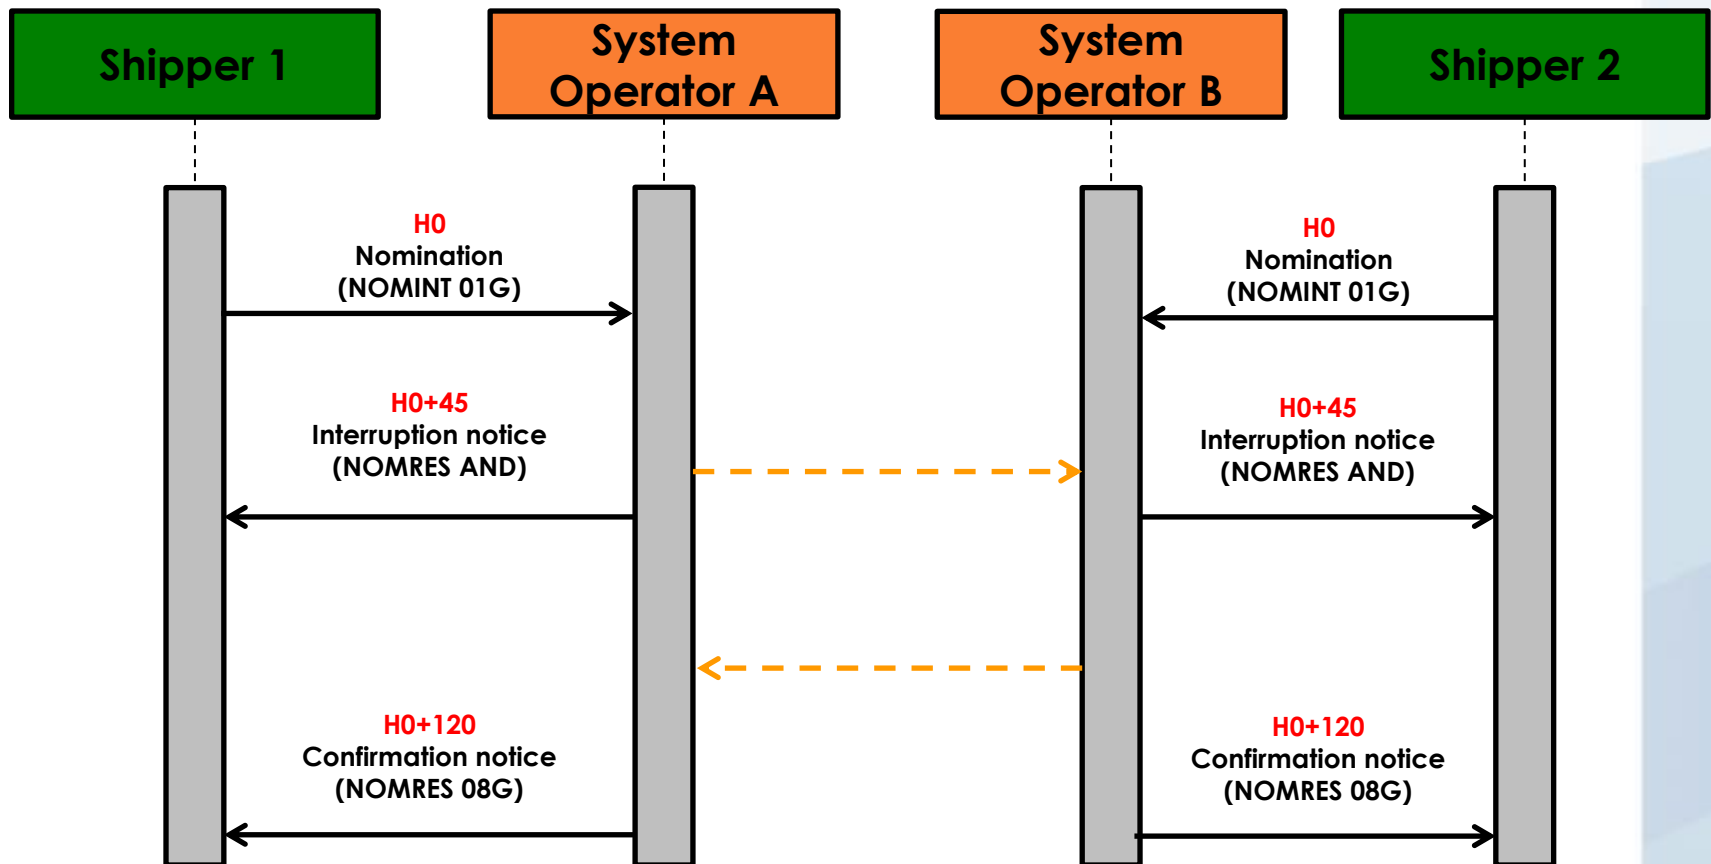 Shipper 1
System
Operator A
System
Operator B
Shipper 2
H0
Nomination
(NOMINT 01G)
H0
Nomination
(NOMINT 01G)
H0+45
Interruption notice
(NOMRES AND)
H0+45
Interruption notice
(NOMRES AND)
H0+120
Confirmation notice
(NOMRES 08G)
H0+120
Confirmation notice
(NOMRES 08G)